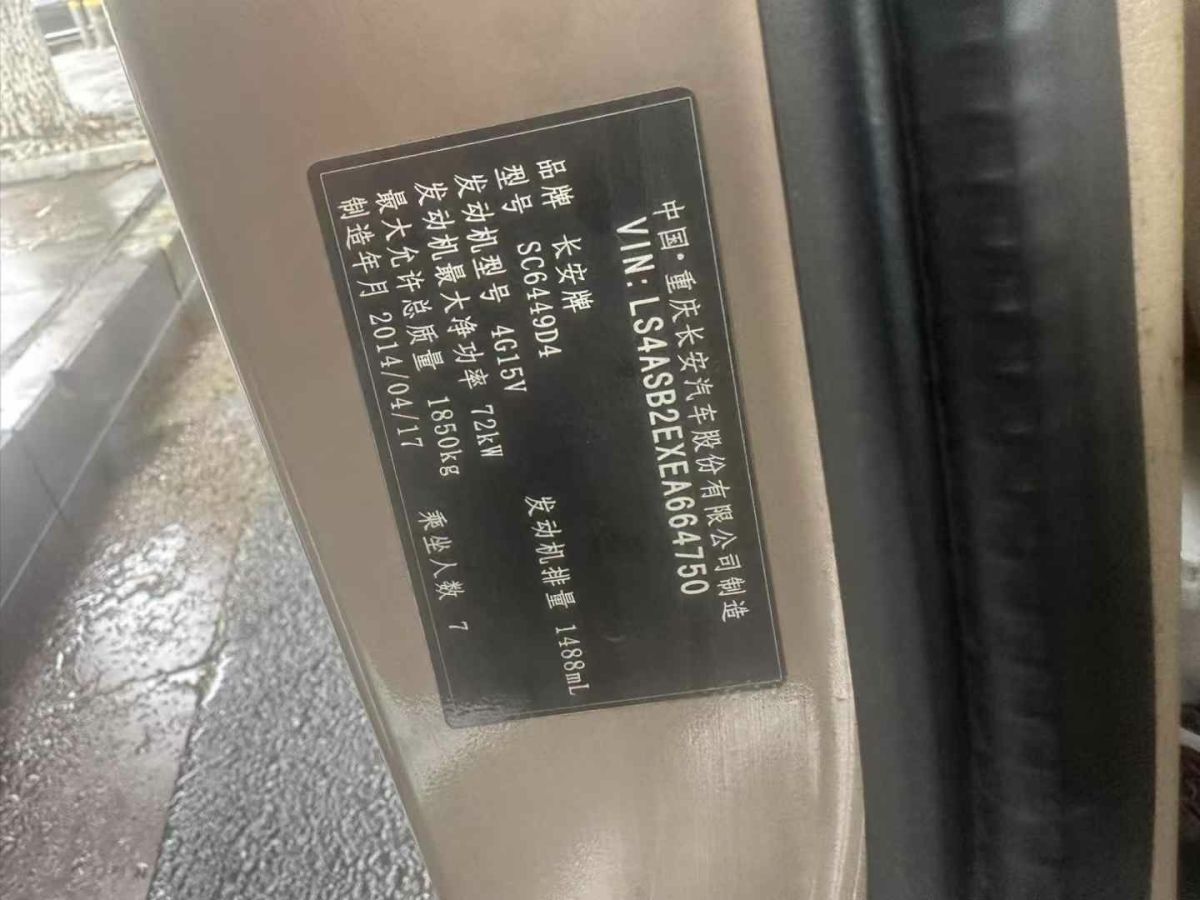 中国·重庆长安汽车股份有限公司制造
VIN: LS4ASB2EXEA664750
品牌 长安牌
型号 SC6449D4 发动机排量 1488mL
发动机型号 4G15V
发动机最大净功率 72kW
最大允许总质量 1850kg 乘坐人数 7
制造年月 2014/04/17